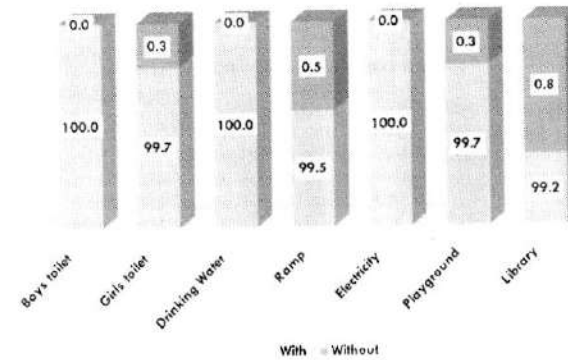 0.0 0.3 0.0 0.5 0.0 0.3 0.8
100.0 99.7 100.0 99.5 100.0 99.7 99.2
Boys toilet Girls toilet Drinking Water Ramp Electricity Playground Library
With Without